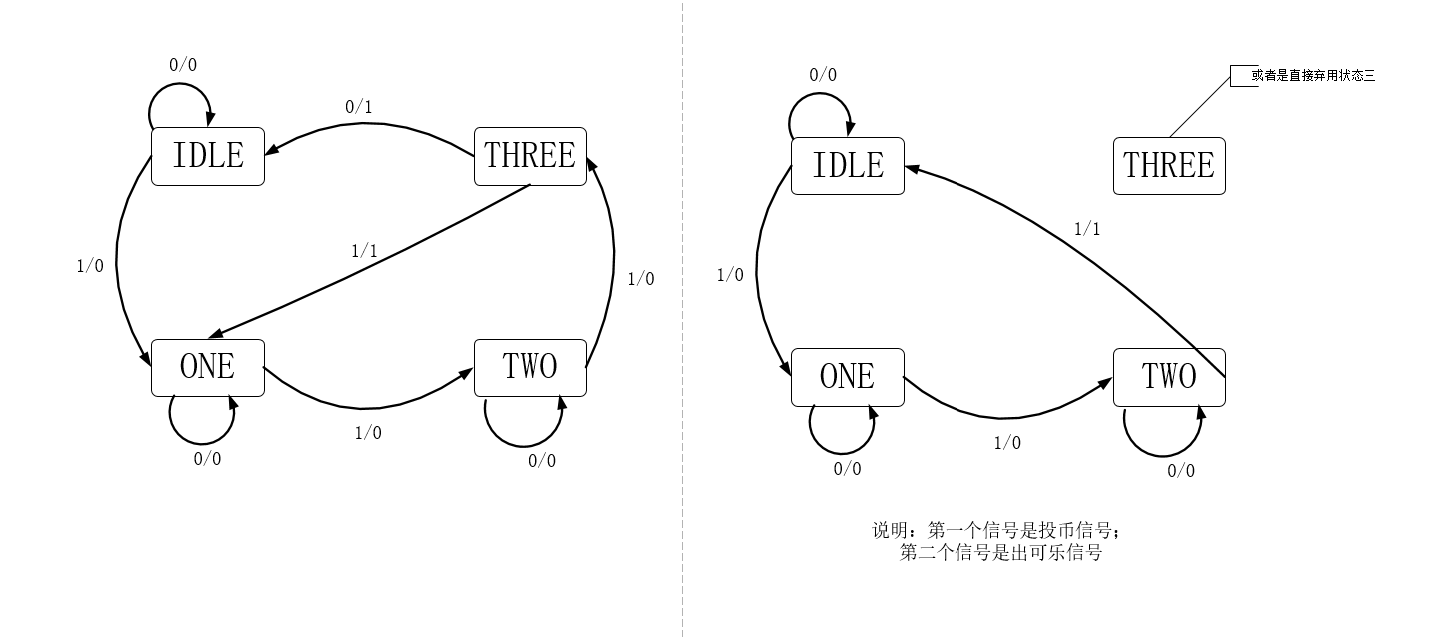 0/0
0/1
IDLE
THREE
1/1
1/0
1/0
ONE
TWO
1/0
0/0
0/0
0/0
或者是直接弃用状态三
IDLE
THREE
1/1
1/0
ONE
TWO
1/0
0/0
0/0
说明：第一个信号是投币信号；
第二个信号是出可乐信号